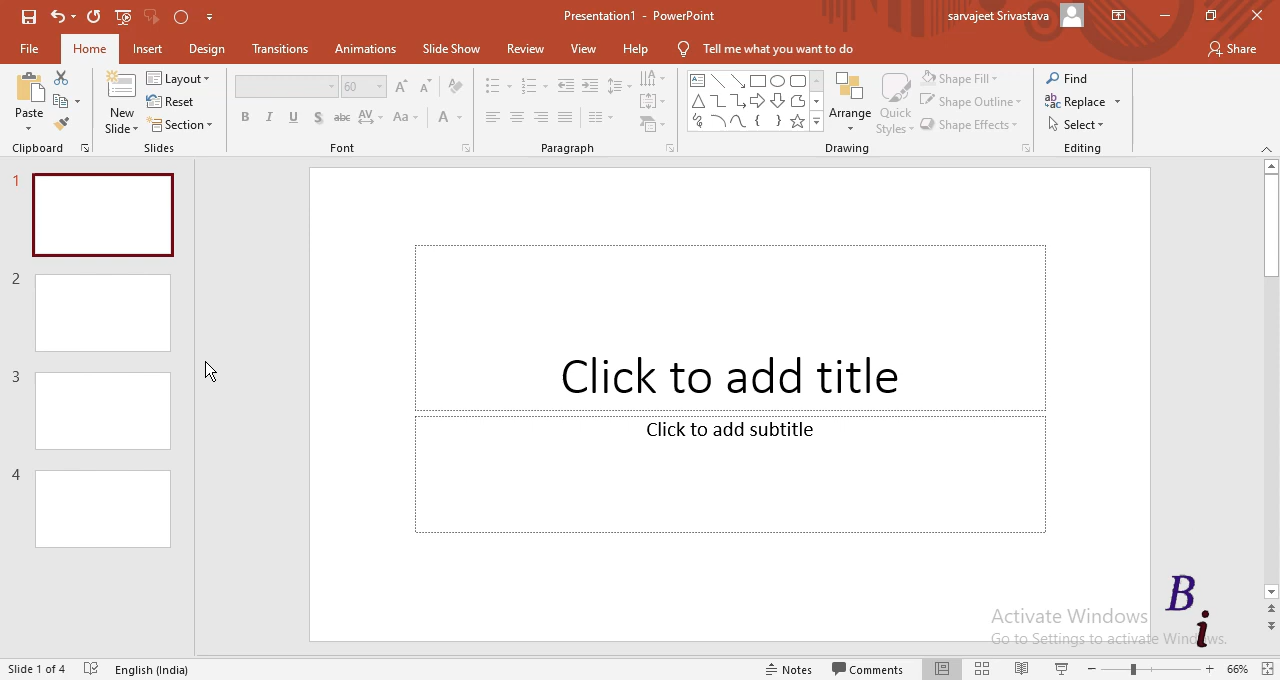 Presentation1 - PowerPoint
sarvajeet Srivastava
File Home Insert Design Transitions Animations Slide Show Review View Help Tell me what you want to do Share
Paste
Clipboard
New Slide
Layout
Reset
Section
Slides
60
B I U S abc AV Aa A
Font
Paragraph
Arrange
Quick Styles
Shape Fill
Shape Outline
Shape Effects
Drawing
Find
Replace
Select
Editing
1
2
3
4
Click to add title
Click to add subtitle
B
i
Activate Windows
Go to Settings to activate Windows.
Slide 1 of 4 English (India) Notes Comments 66%